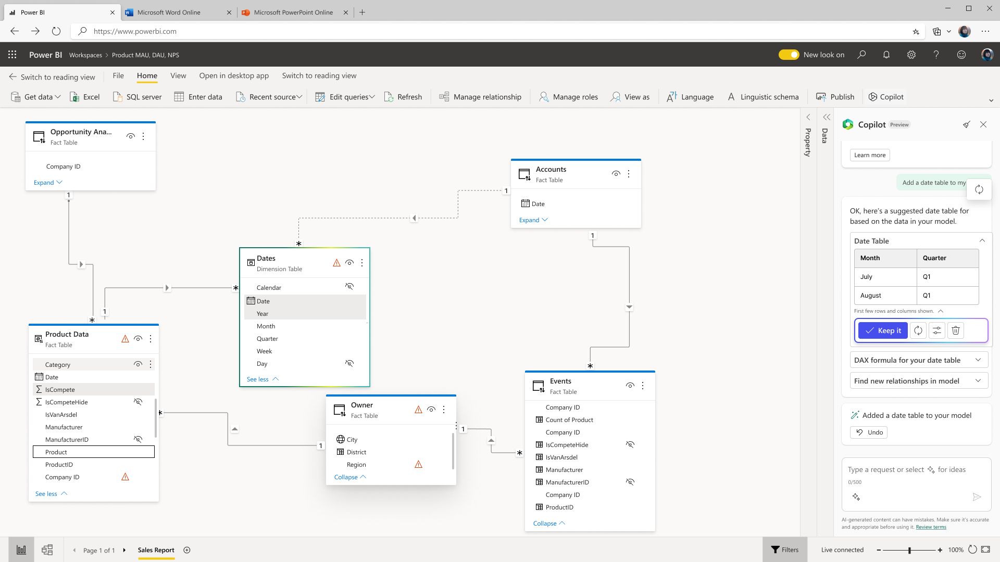 Power BI
Microsoft Word Online
Microsoft PowerPoint Online
https://www.powerbi.com
Power BI
Workspaces > Product MAU, DAU, NPS
New look on
Switch to reading view
File
Home
View
Open in desktop app
Switch to reading view
Get data
Excel
SQL server
Enter data
Recent source
Edit queries
Refresh
Manage relationship
Manage roles
View as
Language
Linguistic schema
Publish
Copilot
Opportunity Ana...
Fact Table
Company ID
Expand
1
*
1
*
Product Data
Fact Table
Category
Date
IsCompete
IsCompeteHide
IsVanArsdel
Manufacturer
ManufacturerID
Product
ProductID
Company ID
See less
*
1
*
Dates
Dimension Table
Calendar
Date
Year
Month
Quarter
Week
Day
See less
Owner
Fact Table
City
District
Region
Collapse
1
*
1
Accounts
Fact Table
Date
Expand
1
*
Events
Fact Table
Company ID
Count of Product
Company ID
IsCompeteHide
IsVanArsdel
Manufacturer
ManufacturerID
Company ID
ProductID
Collapse
Property
Data
Copilot
Preview
Learn more
Add a date table to my
OK, here's a suggested date table for
based on the data in your model.
Date Table
Month Quarter
July Q1
August Q1
First few rows and columns shown.
Keep it
DAX formula for your date table
Find new relationships in model
Added a date table to your model
Undo
Type a request or select for ideas
0/500
AI-generated content can have mistakes. Make sure it's accurate
and appropriate before using it. Review terms
Page 1 of 1
Sales Report
Filters
Live connected
100%